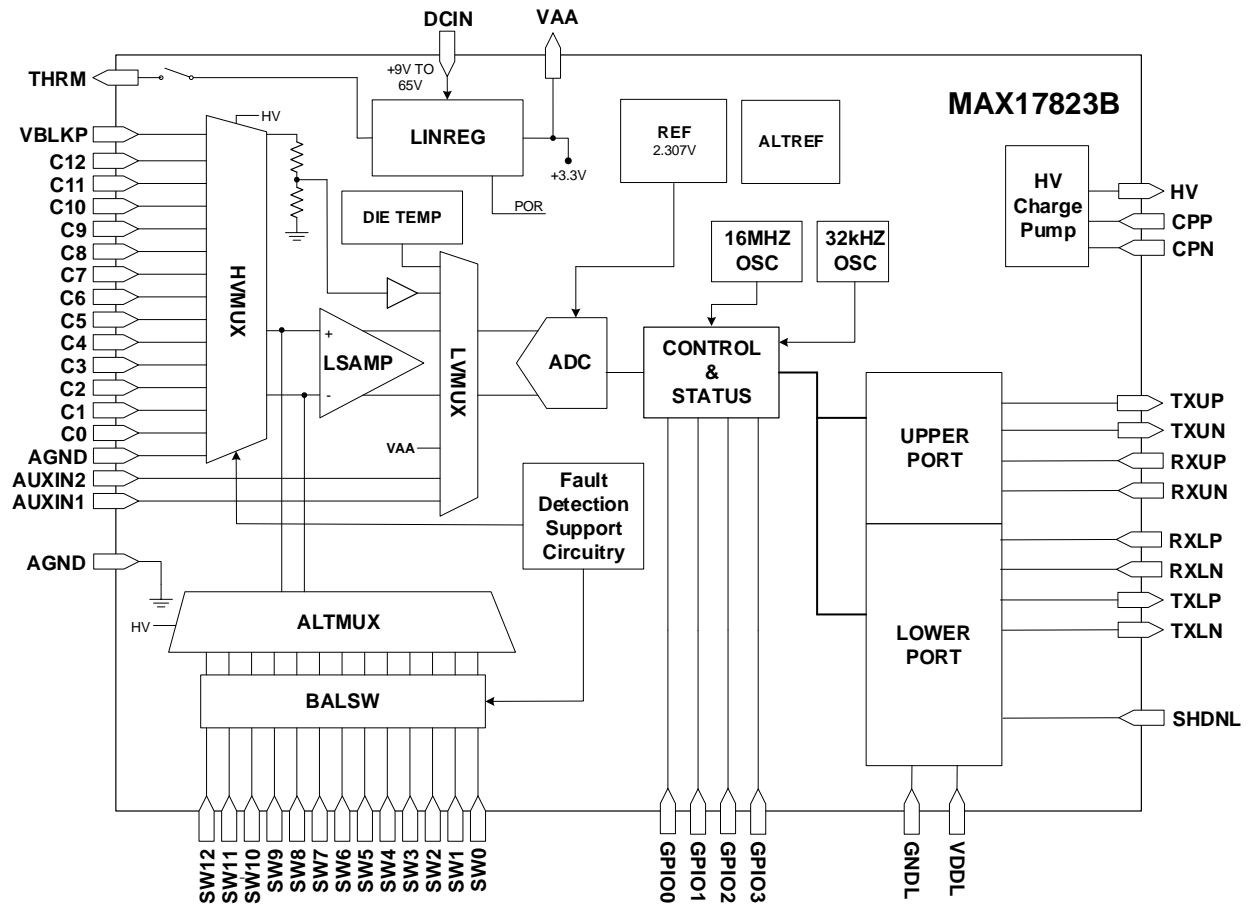 DCIN
VAA
THRM
+9V TO
65V
MAX17823B
HV
VBLKP
LINREG
REF
2.307V
ALTREF
C12
C11
C10
C9
C8
C7
C6
C5
C4
C3
C2
C1
C0
AGND
AUXIN2
AUXIN1
AGND
+3.3V
POR
HV
Charge
Pump
HV
CPP
CPN
DIE TEMP
16MHZ
OSC
32kHZ
OSC
HVMUX
+
LSAMP
-
LVMUX
VAA
ADC
CONTROL
&
STATUS
UPPER
PORT
TXUP
TXUN
RXUP
RXUN
Fault
Detection
Support
Circuitry
RXLP
RXLN
TXLP
TXLN
LOWER
PORT
SHDNL
HV
ALTMUX
BALSW
SW12
SW11
SW10
SW9
SW8
SW7
SW6
SW5
SW4
SW3
SW2
SW1
SW0
GPIO0
GPIO1
GPIO2
GPIO3
GNDL
VDDL